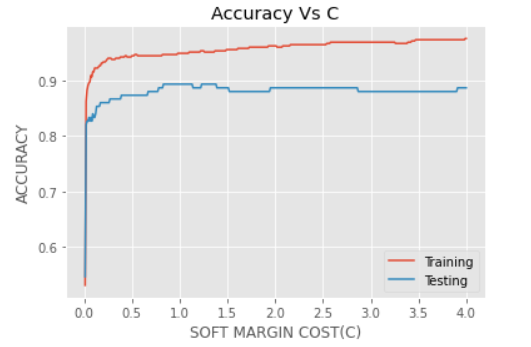 Accuracy Vs C
ACCURACY
0.9
0.8
0.7
0.6
0.0 0.5 1.0 1.5 2.0 2.5 3.0 3.5 4.0
SOFT MARGIN COST(C)
Training
Testing